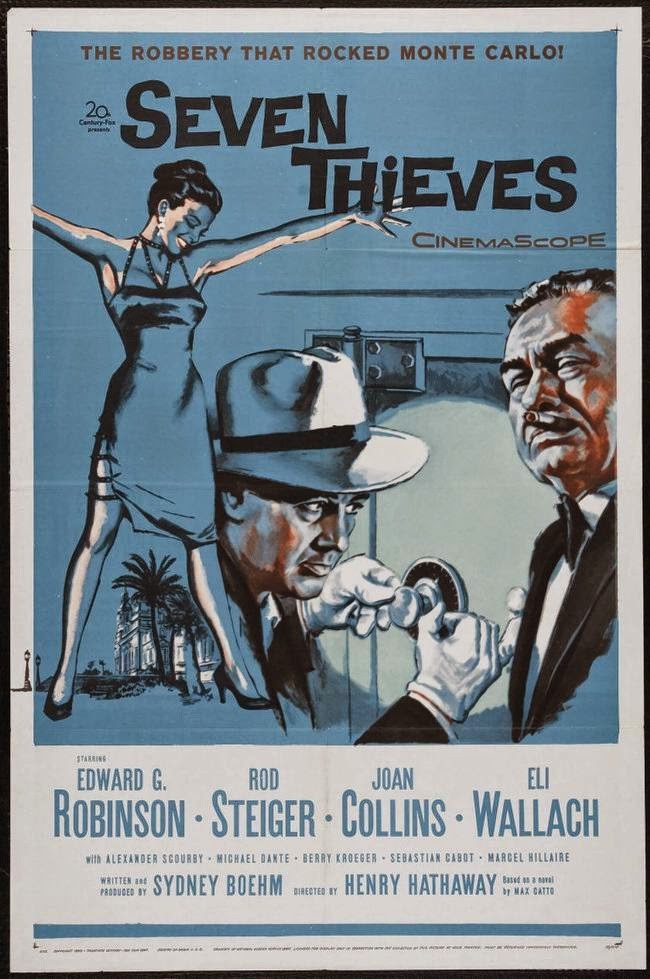 THE ROBBERY THAT ROCKED MONTE CARLO!
20th
Century-Fox
presents
SEVEN
THiEVES
CINEMASCOPE
STARRING
EDWARD G. ROD JOAN ELI
ROBINSON · STEIGER · COLLINS · WALLACH
with ALEXANDER SCOURBY · MICHAEL DANTE · BERRY KROEGER · SEBASTIAN CABOT · MARCEL HILLAIRE
WRITTEN and PRODUCED BY SYDNEY BOEHM DIRECTED BY HENRY HATHAWAY Based on a novel by MAX CATTO